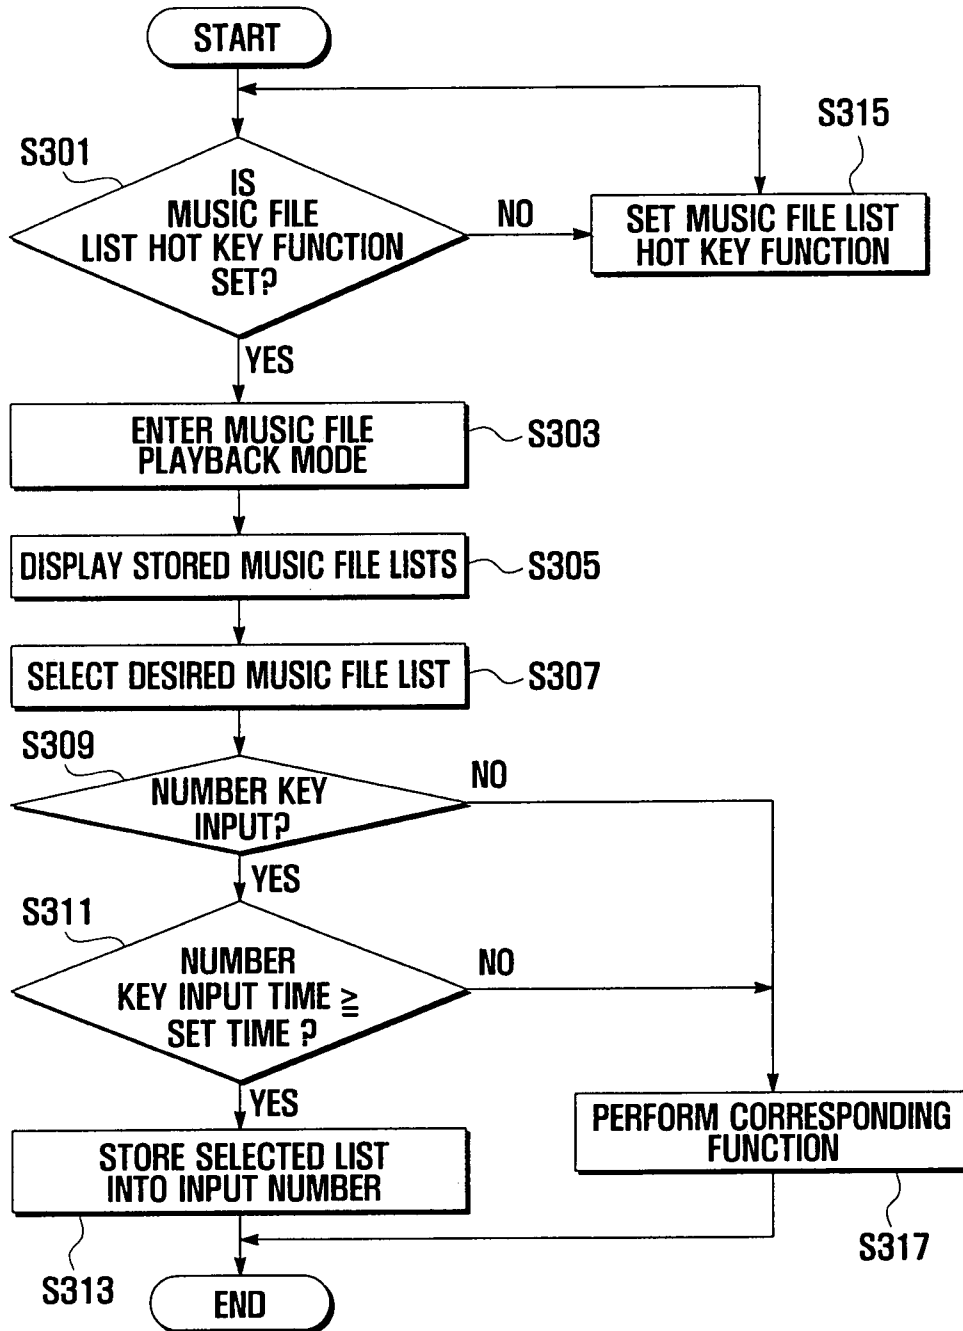 START
S301
IS
MUSIC FILE
LIST HOT KEY FUNCTION
SET?
NO
S315
SET MUSIC FILE LIST
HOT KEY FUNCTION
YES
ENTER MUSIC FILE
PLAYBACK MODE
S303
DISPLAY STORED MUSIC FILE LISTS
S305
SELECT DESIRED MUSIC FILE LIST
S307
S309
NUMBER KEY
INPUT?
NO
YES
S311
NUMBER
KEY INPUT TIME ≧
SET TIME ?
NO
YES
STORE SELECTED LIST
INTO INPUT NUMBER
S313
PERFORM CORRESPONDING
FUNCTION
S317
END